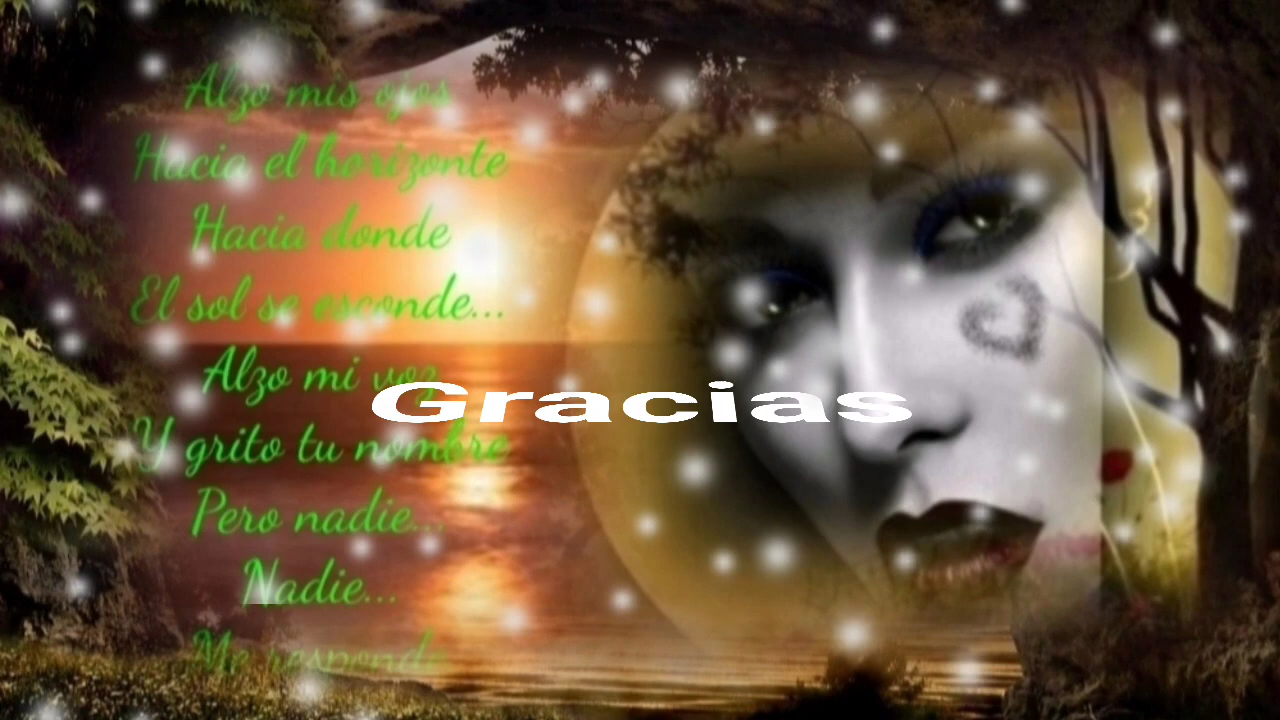 Alzo mis ojos
Hacia el horizonte
Hacia donde
El sol se esconde...
Alzo mi voz
Y grito tu nombre
Pero nadie...
Nadie...
Me responde
Gracias